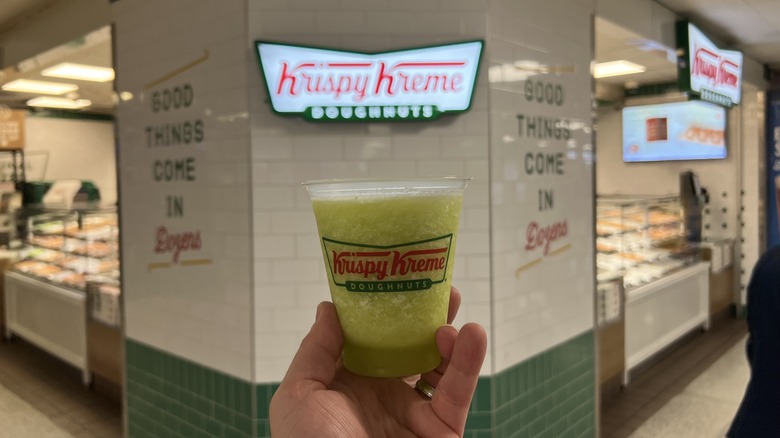 Krispy Kreme
DOUGHNUTS
Krispy Kreme
DOUGHNUTS
GOOD
THINGS
COME
IN
Dozens
GOOD
THINGS
COME
IN
Dozens
Krispy Kreme
DOUGHNUTS